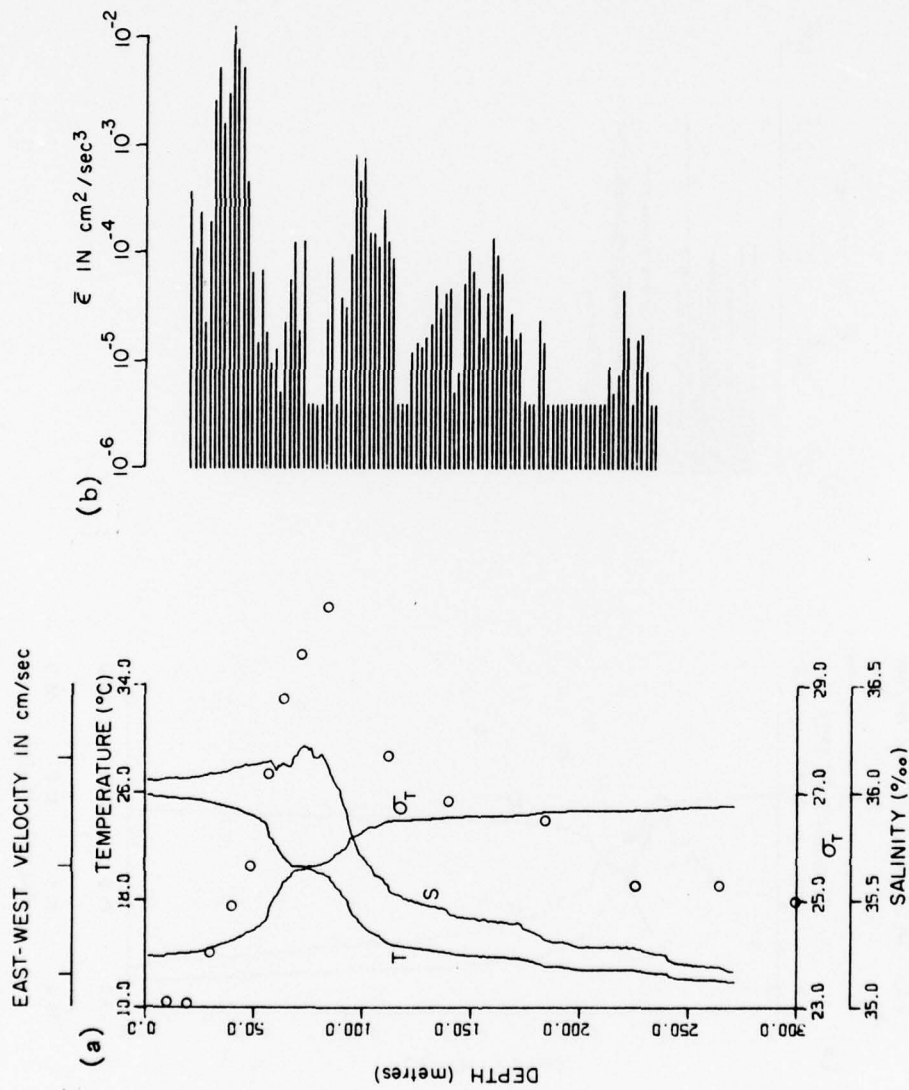 (a)
EAST-WEST VELOCITY IN cm/sec
TEMPERATURE (°C)
10.0 18.0 26.0 34.0
DEPTH (metres)
0.0
50.0
100.0
150.0
200.0
250.0
300.0
T
S
σT
23.0 25.0 27.0 29.0
σT
35.0 35.5 36.0 36.5
SALINITY (°/oo)
(b)
ε̄ IN cm²/sec³
10⁻⁶ 10⁻⁵ 10⁻⁴ 10⁻³ 10⁻²